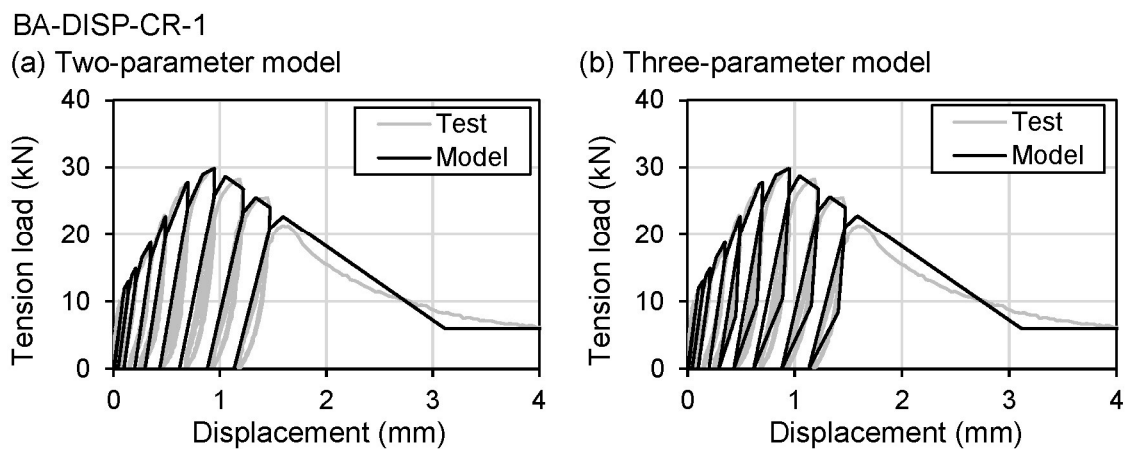 BA-DISP-CR-1
(a) Two-parameter model
40
30
20
10
0
Tension load (kN)
Test
Model
0 1 2 3 4
Displacement (mm)
(b) Three-parameter model
40
30
20
10
0
Tension load (kN)
Test
Model
0 1 2 3 4
Displacement (mm)